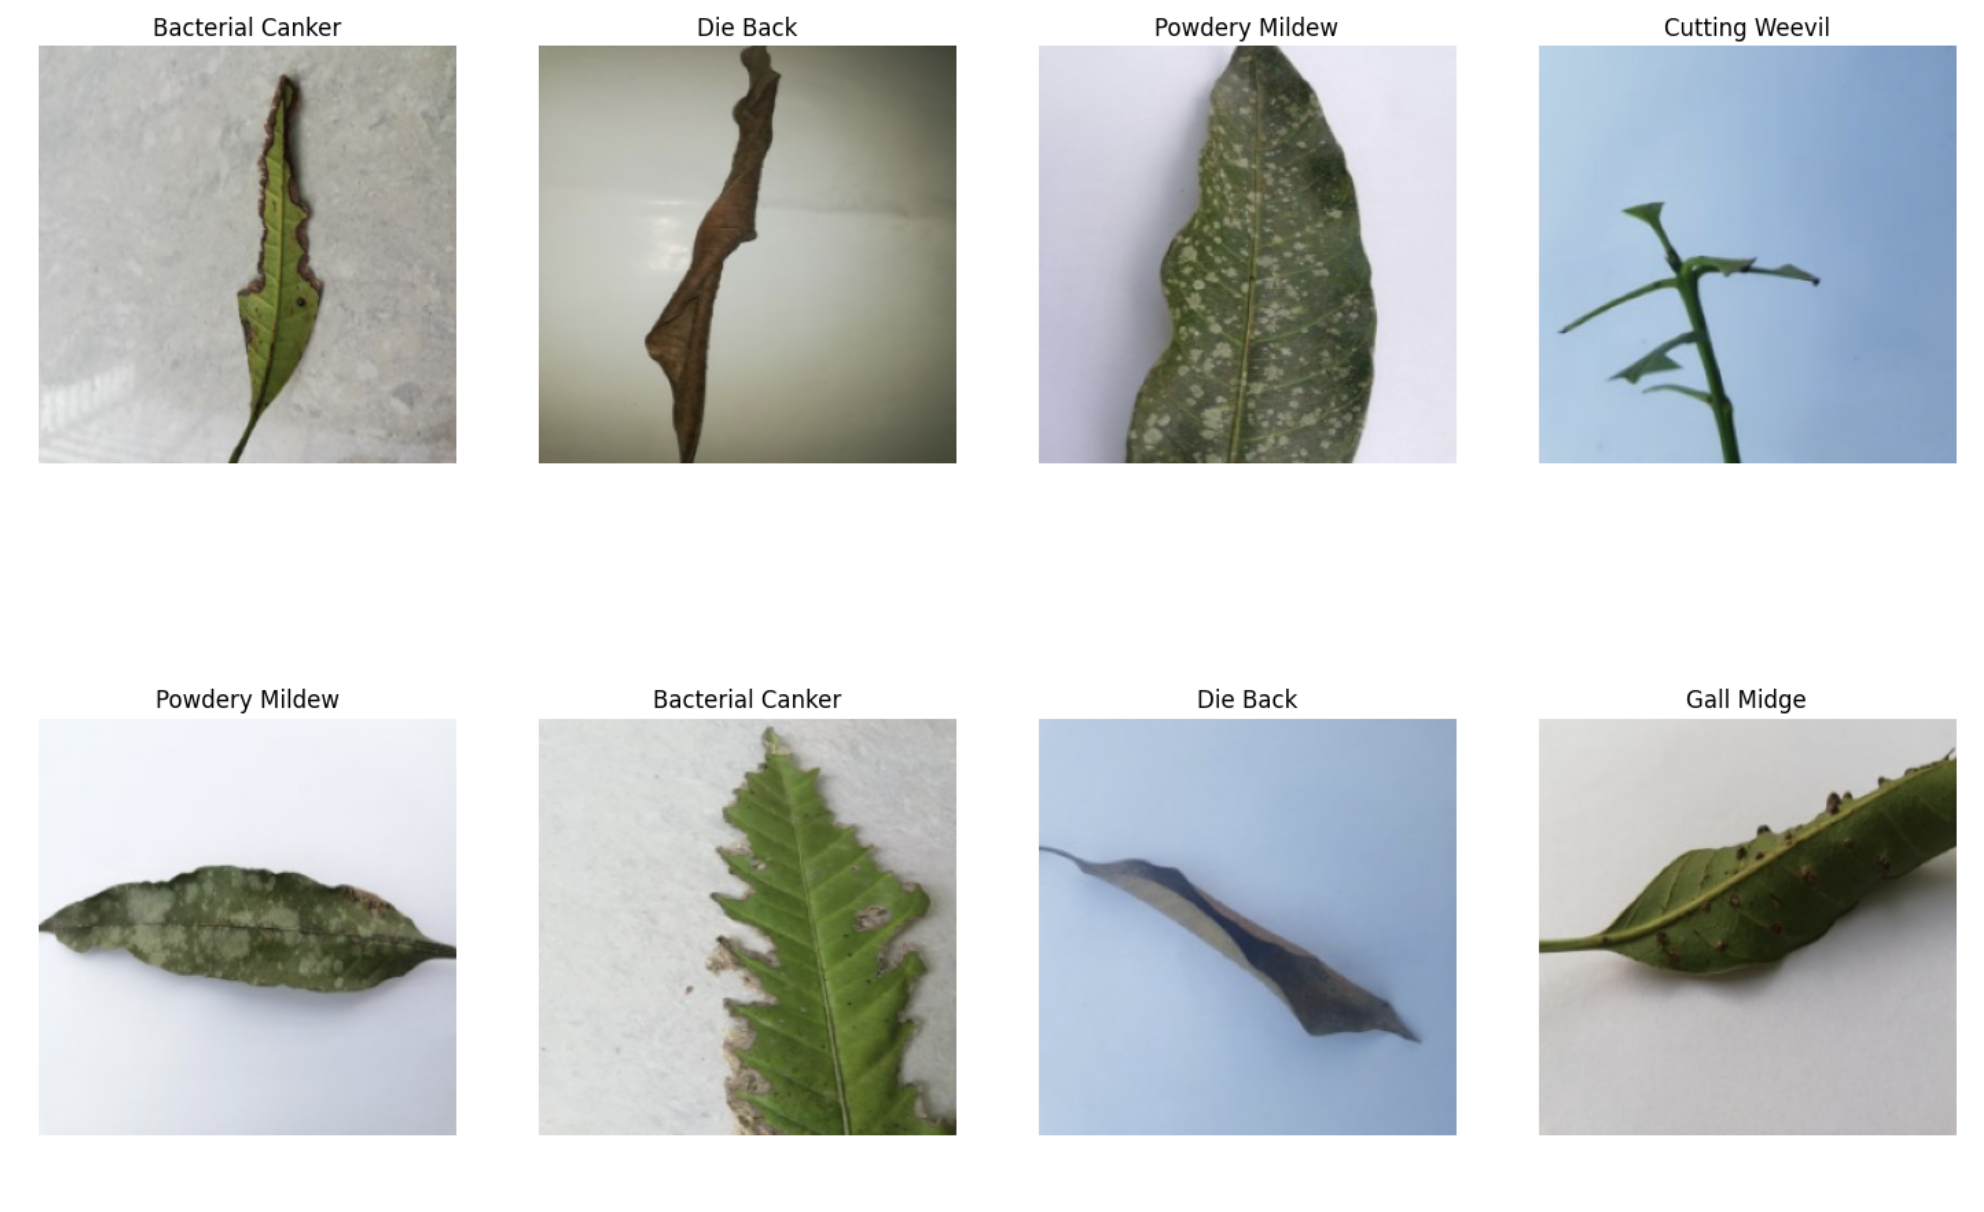 Bacterial Canker
Die Back
Powdery Mildew
Cutting Weevil
Powdery Mildew
Bacterial Canker
Die Back
Gall Midge